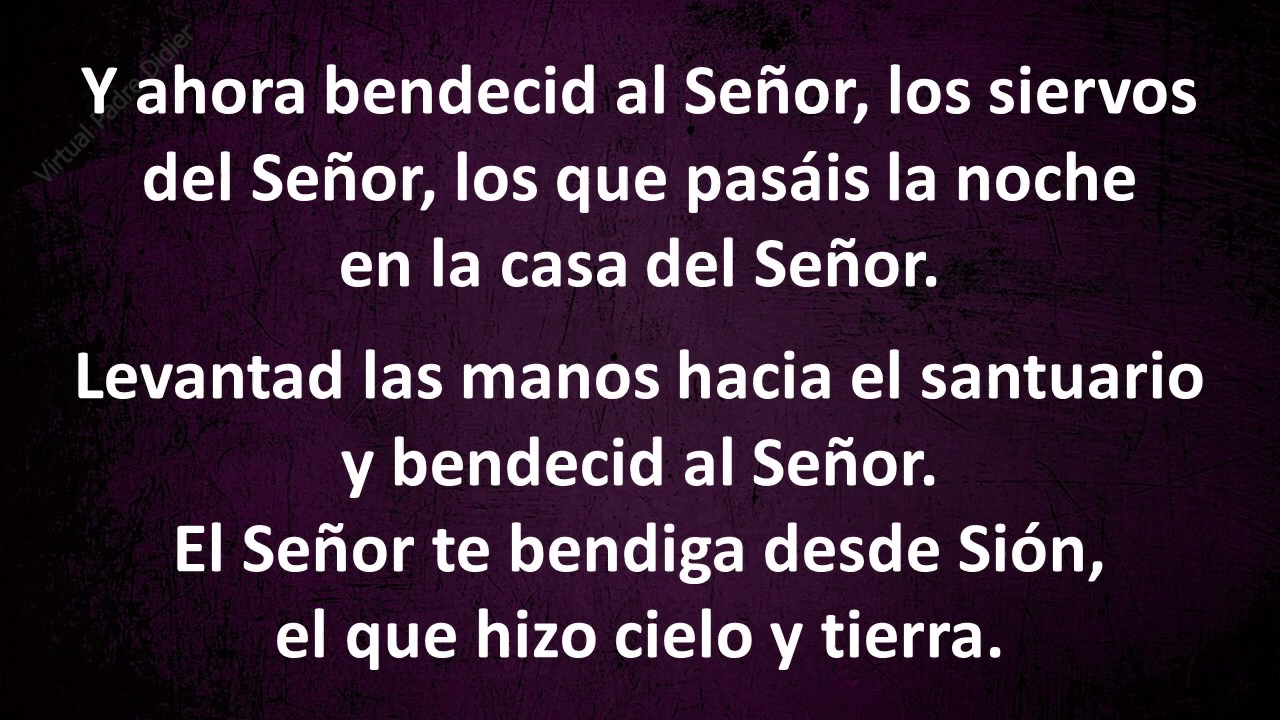 Virtual Padre Didier
Y ahora bendecid al Señor, los siervos
del Señor, los que pasáis la noche
en la casa del Señor.
Levantad las manos hacia el santuario
y bendecid al Señor.
El Señor te bendiga desde Sión,
el que hizo cielo y tierra.